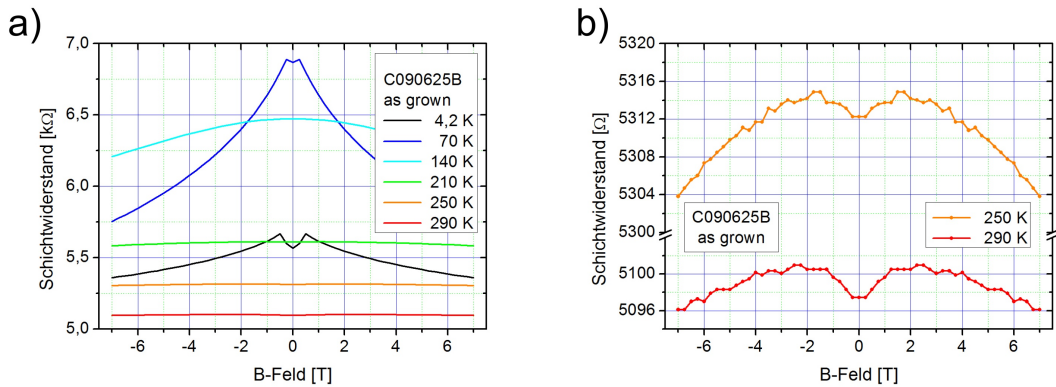 a)
7,0
6,5
6,0
5,5
5,0
Schichtwiderstand [kΩ]
-6 -4 -2 0 2 4 6
B-Feld [T]
C090625B
as grown
4,2 K
70 K
140 K
210 K
250 K
290 K
b)
5320
5316
5312
5308
5304
5300
5100
5096
Schichtwiderstand [Ω]
-6 -4 -2 0 2 4 6
B-Feld [T]
C090625B
as grown
250 K
290 K